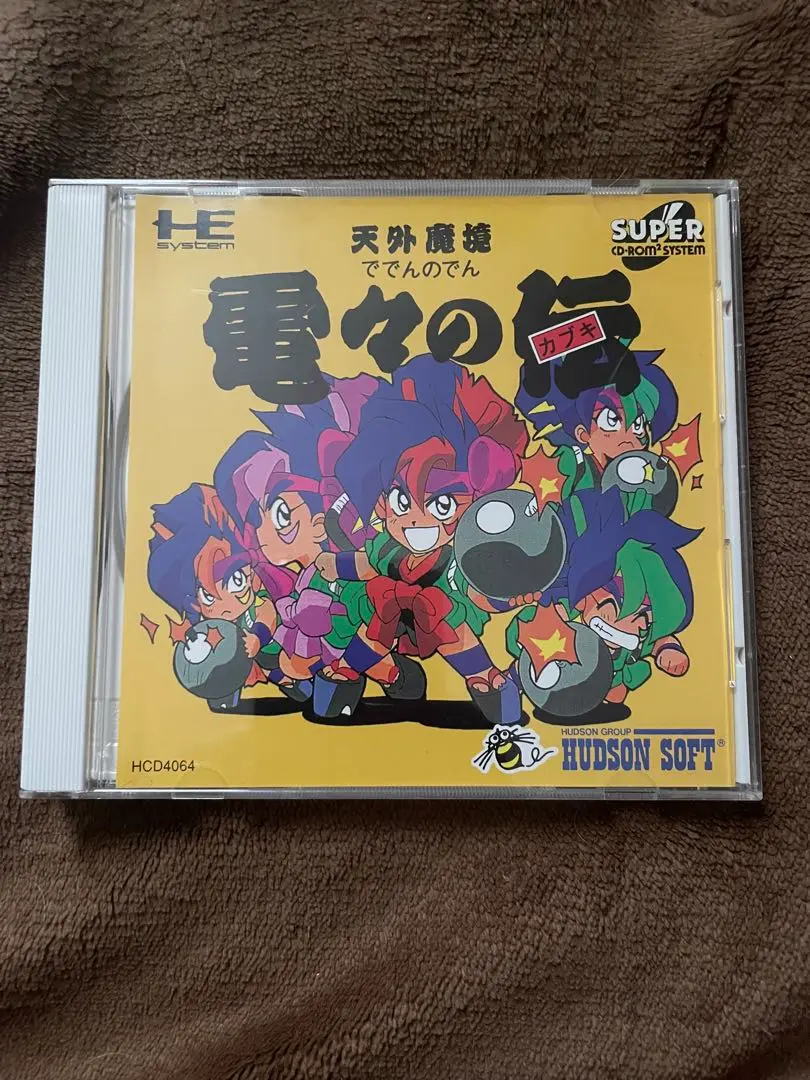 HE
system
天外魔境
ででんのでん
電々の伝
カブキ
SUPER
CD-ROM² SYSTEM
HCD4064
HUDSON GROUP
HUDSON SOFT®